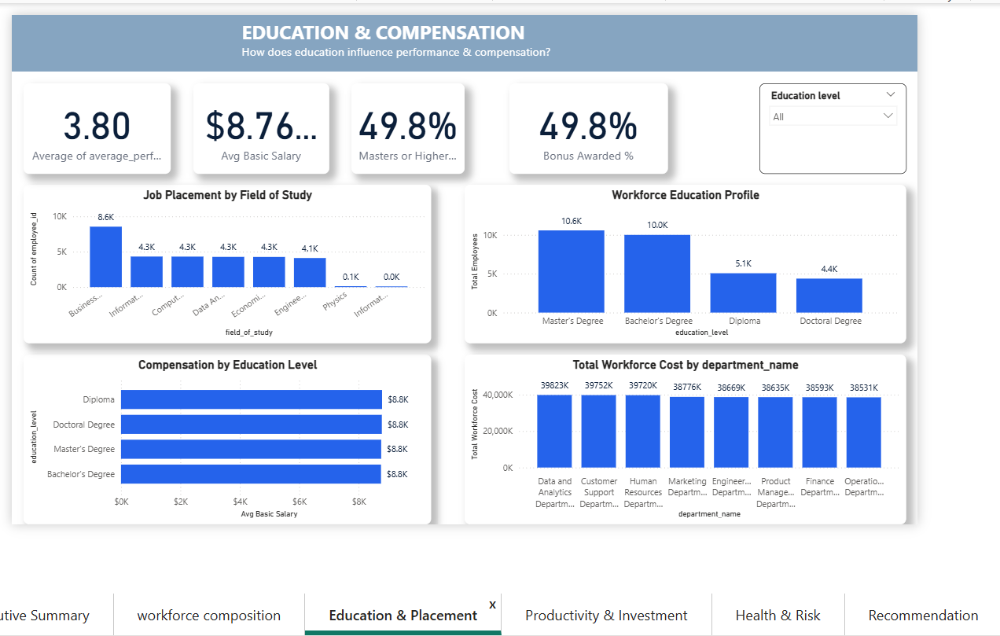 EDUCATION & COMPENSATION
How does education influence performance & compensation?
3.80
Average of average_perf...
$8.76...
Avg Basic Salary
49.8%
Masters or Higher...
49.8%
Bonus Awarded %
Education level
All
Job Placement by Field of Study
Count of employee_id
10K
5K
0K
8.6K
4.3K
4.3K
4.3K
4.3K
4.1K
0.1K
0.0K
Business...
Informat...
Comput...
Data An...
Economi...
Enginee...
Physics
Informat...
field_of_study
Workforce Education Profile
Total Employees
10K
5K
0K
10.6K
10.0K
5.1K
4.4K
Master's Degree
Bachelor's Degree
Diploma
Doctoral Degree
education_level
Compensation by Education Level
education_level
Diploma
$8.8K
Doctoral Degree
$8.8K
Master's Degree
$8.8K
Bachelor's Degree
$8.8K
$0K
$2K
$4K
$6K
$8K
Avg Basic Salary
Total Workforce Cost by department_name
Total Workforce Cost
40,000K
20,000K
0K
39823K
39752K
39720K
38776K
38669K
38635K
38593K
38531K
Data and
Analytics
Departm...
Customer
Support
Departm...
Human
Resources
Departm...
Marketing
Departm...
Engineer...
Departm...
Product
Manage...
Departm...
Finance
Departm...
Operatio...
Departm...
department_name
utive Summary
workforce composition
Education & Placement
x
Productivity & Investment
Health & Risk
Recommendation